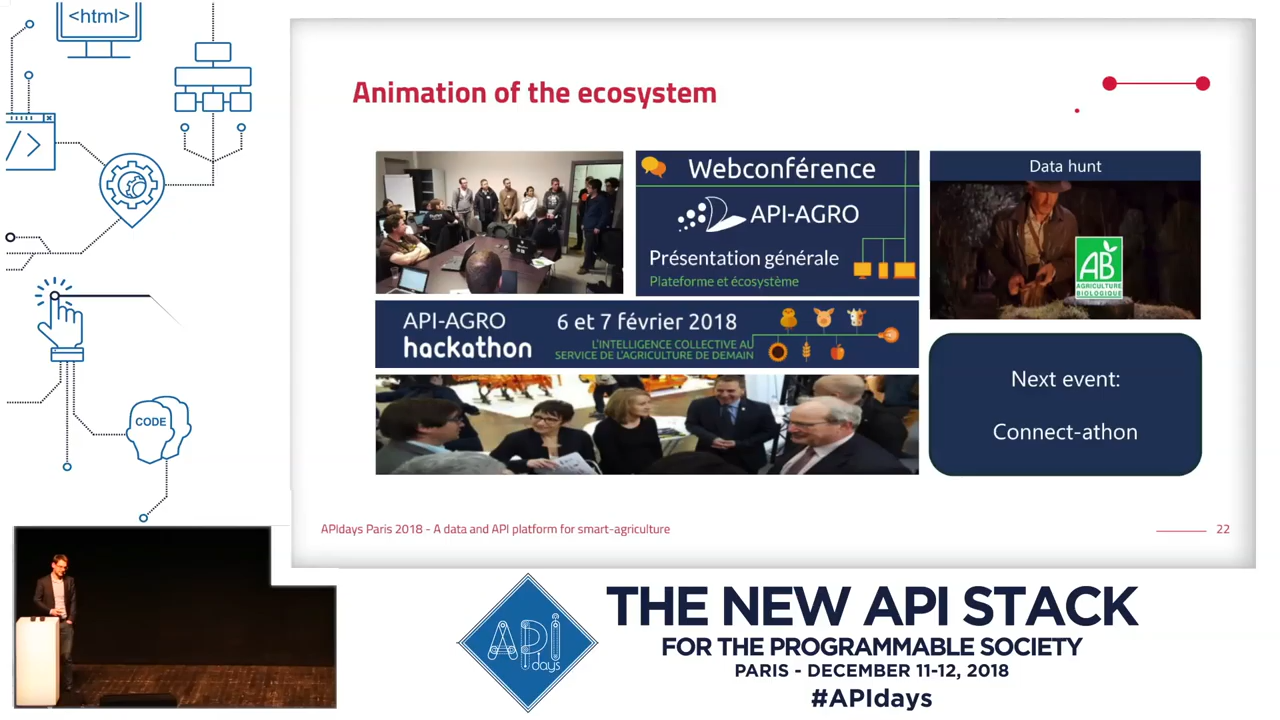 <html>
</>
CODE
Animation of the ecosystem
Webconférence
API-AGRO
Présentation générale
Plateforme et écosystème
Data hunt
AB
AGRICULTURE
BIOLOGIQUE
API-AGRO
hackathon
6 et 7 février 2018
L'INTELLIGENCE COLLECTIVE AU
SERVICE DE L'AGRICULTURE DE DEMAIN
Next event:
Connect-athon
APIdays Paris 2018 - A data and API platform for smart-agriculture
22
API
days
THE NEW API STACK
FOR THE PROGRAMMABLE SOCIETY
PARIS - DECEMBER 11-12, 2018
#APIdays